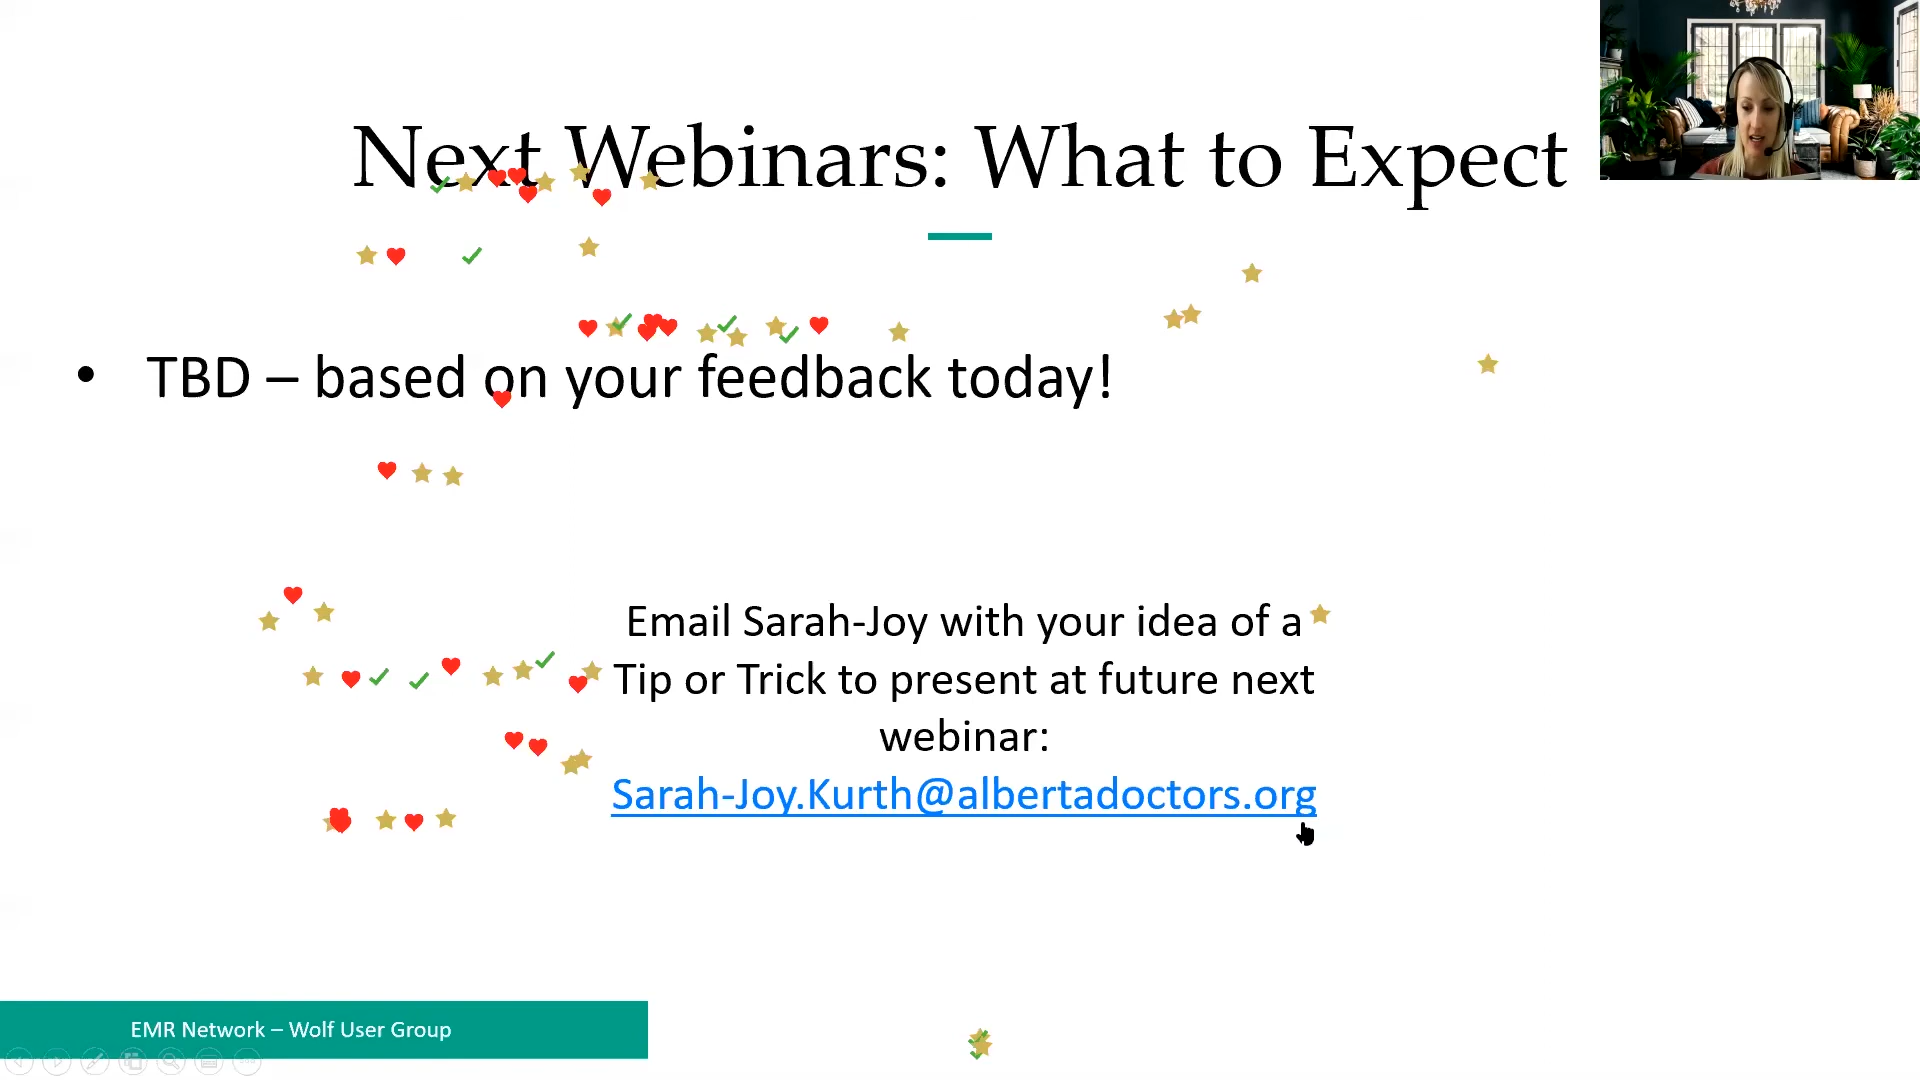 Next Webinars: What to Expect
• TBD – based on your feedback today!
Email Sarah-Joy with your idea of a
Tip or Trick to present at future next
webinar:
Sarah-Joy.Kurth@albertadoctors.org
EMR Network – Wolf User Group